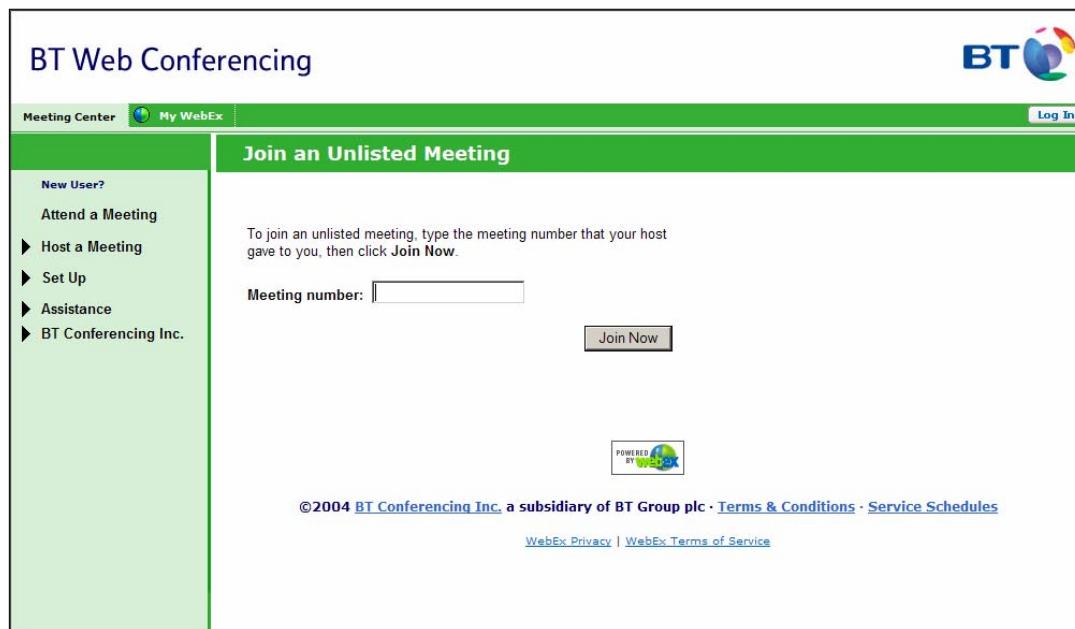 BT Web Conferencing
BT
Meeting Center
My WebEx
Log In
Join an Unlisted Meeting
New User?
Attend a Meeting
Host a Meeting
Set Up
Assistance
BT Conferencing Inc.
To join an unlisted meeting, type the meeting number that your host
gave to you, then click Join Now.
Meeting number:
Join Now
POWERED
BY webex
©2004 BT Conferencing Inc. a subsidiary of BT Group plc · Terms & Conditions · Service Schedules
WebEx Privacy | WebEx Terms of Service